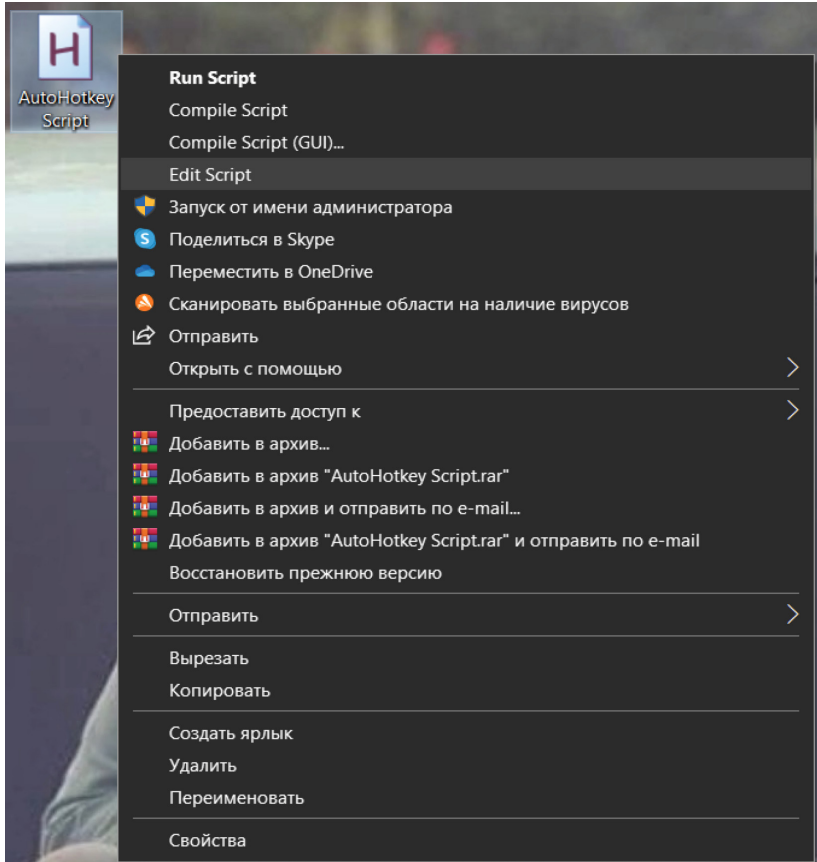 H
AutoHotkey
Script
Run Script
Compile Script
Compile Script (GUI)...
Edit Script
Запуск от имени администратора
S
Поделиться в Skype
Переместить в OneDrive
Сканировать выбранные области на наличие вирусов
Отправить
Открыть с помощью
Предоставить доступ к
Добавить в архив...
Добавить в архив "AutoHotkey Script.rar"
Добавить в архив и отправить по e-mail...
Добавить в архив "AutoHotkey Script.rar" и отправить по e-mail
Восстановить прежнюю версию
Отправить
Вырезать
Копировать
Создать ярлык
Удалить
Переименовать
Свойства